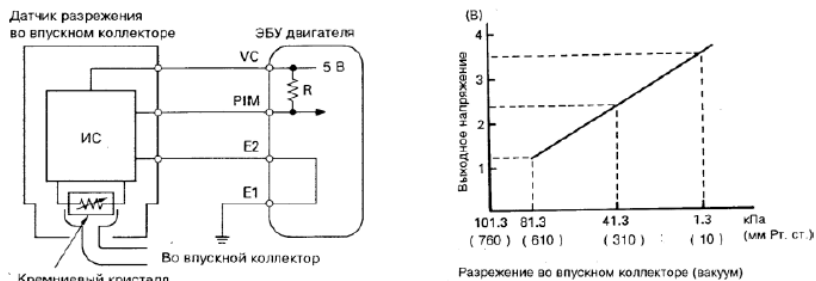 Датчик разрежения
во впускном коллекторе
ЭБУ двигателя
VC
5 В
R
PIM
ИС
E2
E1
Во впускной коллектор
Кремниевый кристалл
(В)
4
3
2
1
Выходное напряжение
101.3 81.3 41.3 1.3 кПа
(760) (610) (310) (10) (мм Рт. ст.)
Разрежение во впускном коллекторе (вакуум)